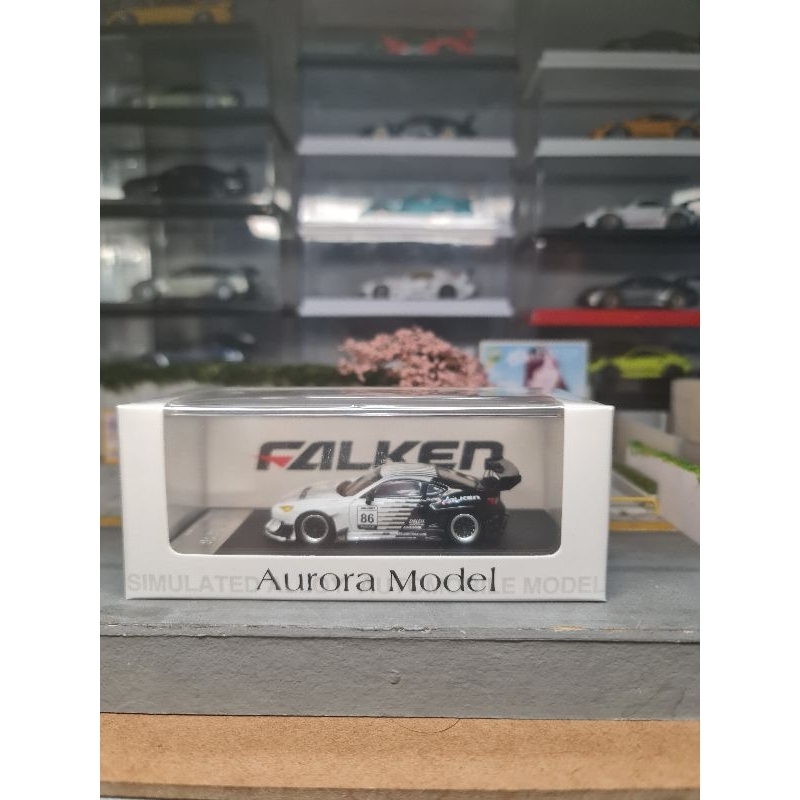 FALKEN
FALKEN
86
Aurora Model
SIMULATED
MODEL